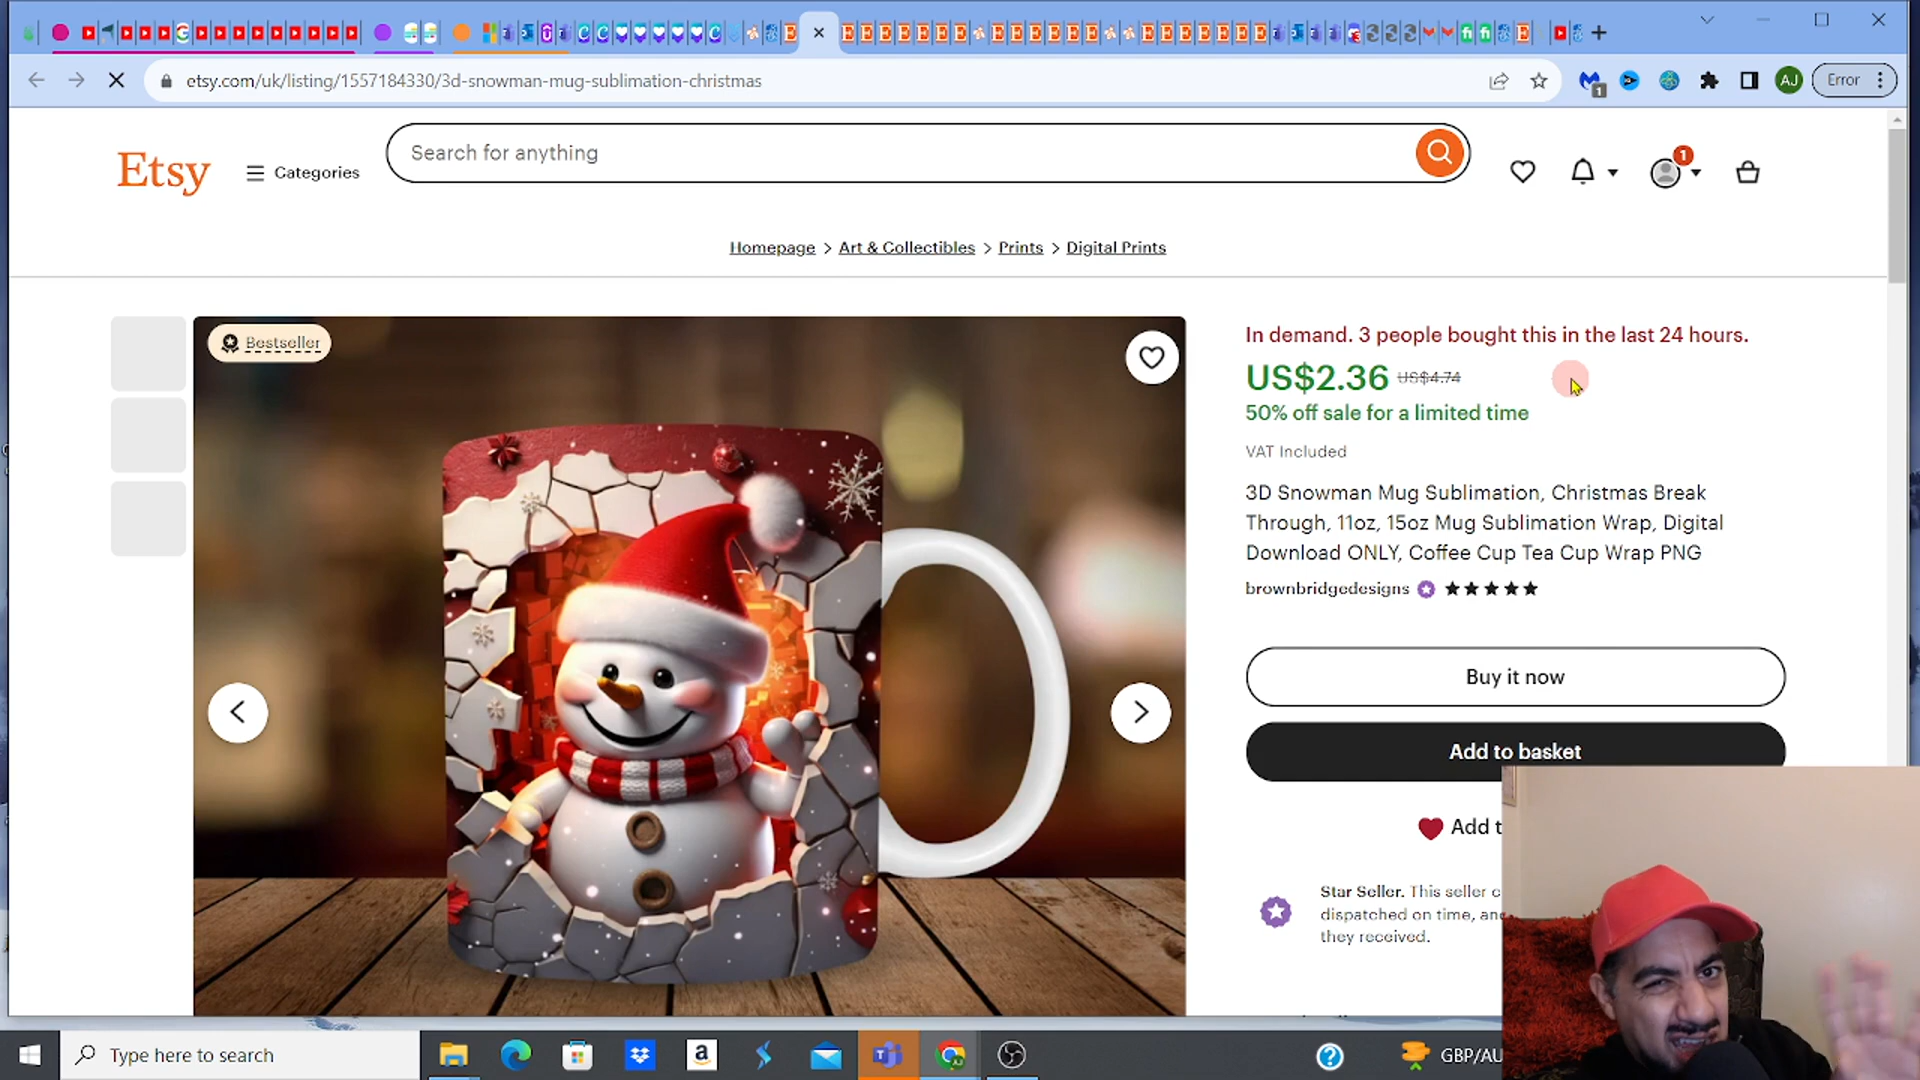 etsy.com/uk/listing/1557184330/3d-snowman-mug-sublimation-christmas
1
AJ
Error
Etsy
Categories
Search for anything
1
Homepage > Art & Collectibles > Prints > Digital Prints
Bestseller
In demand. 3 people bought this in the last 24 hours.
US$2.36 US$4.74
50% off sale for a limited time
VAT Included
3D Snowman Mug Sublimation, Christmas Break
Through, 11oz, 15oz Mug Sublimation Wrap, Digital
Download ONLY, Coffee Cup Tea Cup Wrap PNG
brownbridgedesigns
Buy it now
Add to basket
Add t
Star Seller. This seller c
dispatched on time, and
they received.
Type here to search
GBP/AU